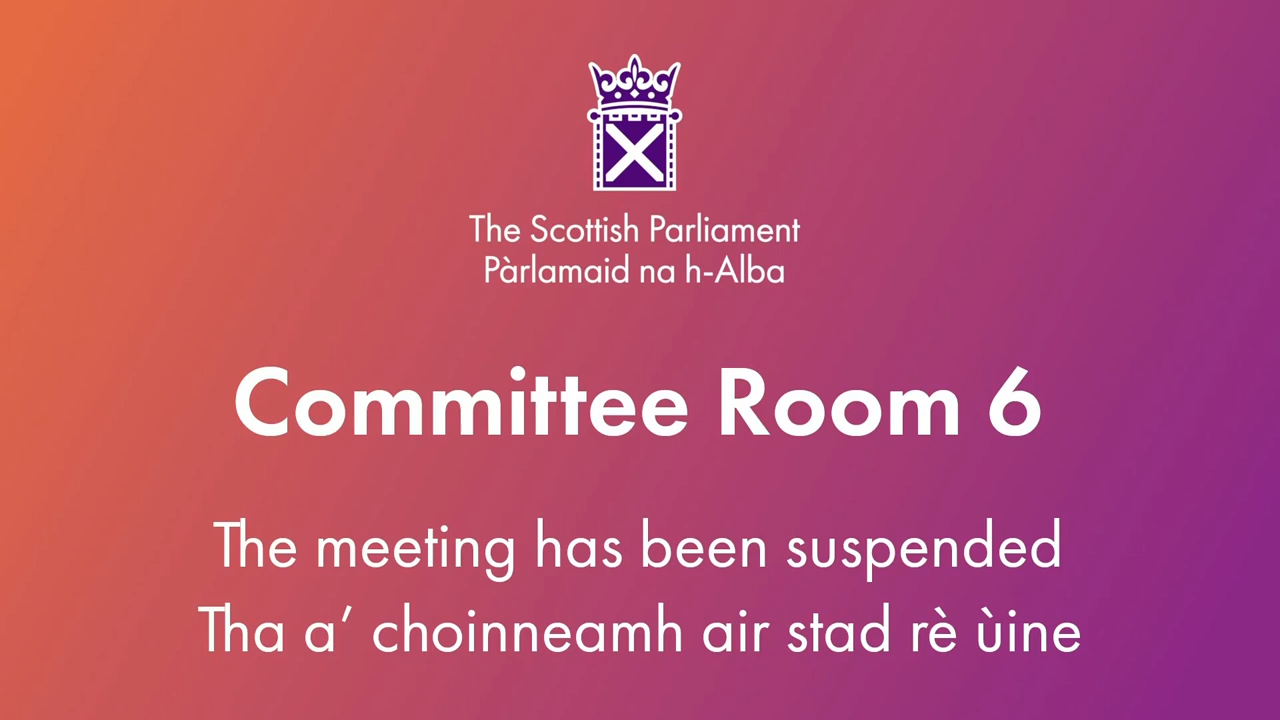 The Scottish Parliament
Pàrlamaid na h-Alba
Committee Room 6
The meeting has been suspended
Tha a’ choinneamh air stad rè ùine